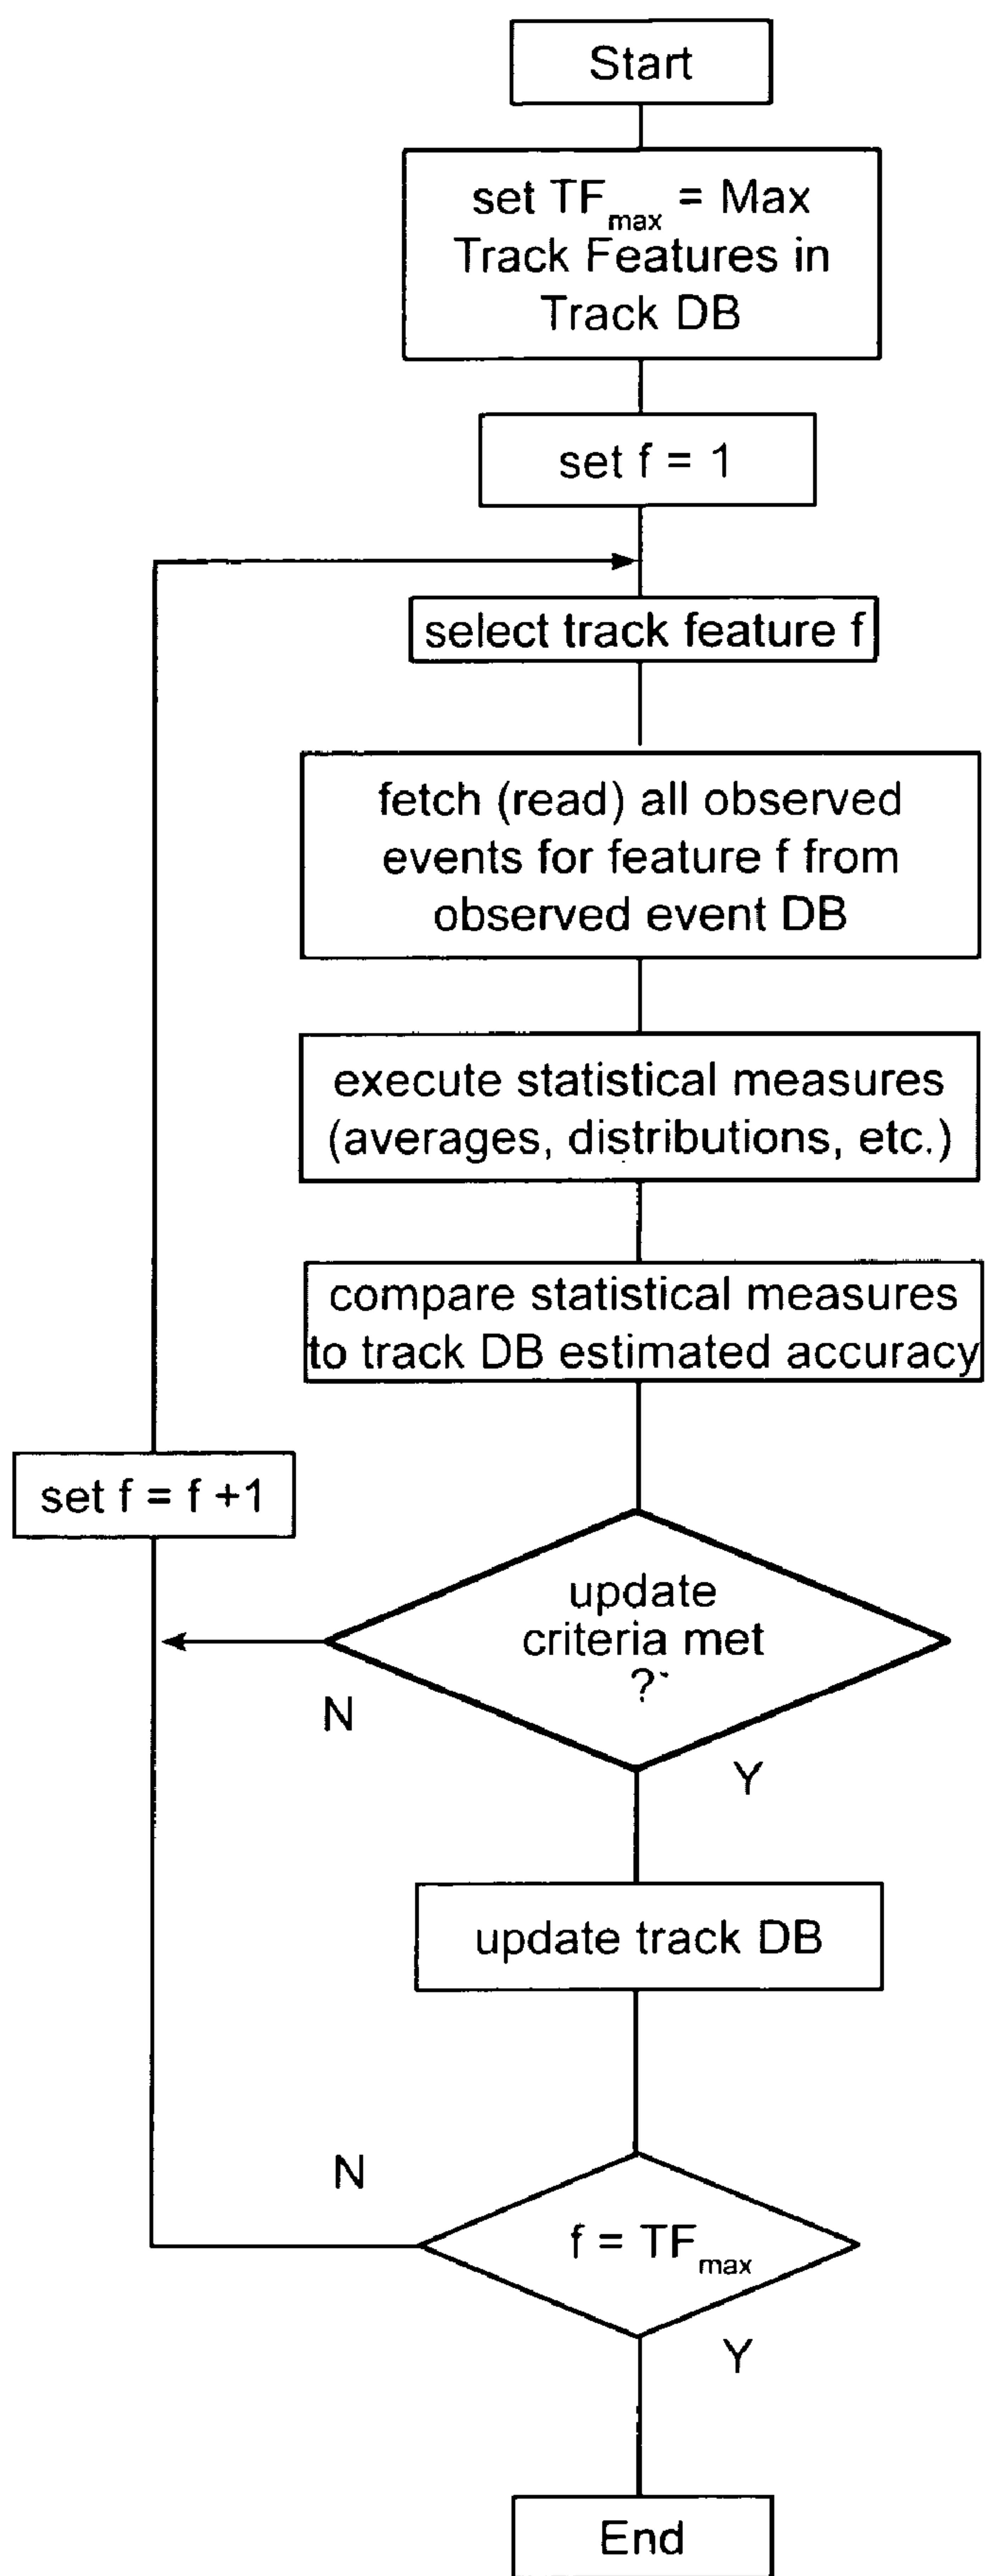 Start
set TFmax = Max
Track Features in
Track DB
set f = 1
select track feature f
fetch (read) all observed
events for feature f from
observed event DB
execute statistical measures
(averages, distributions, etc.)
compare statistical measures
to track DB estimated accuracy
set f = f +1
update
criteria met
?
N
Y
update track DB
N
f = TFmax
Y
End